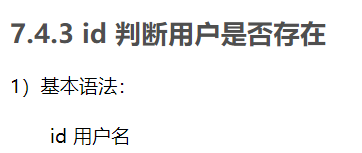 7.4.3 id 判断用户是否存在
1）基本语法：
id 用户名